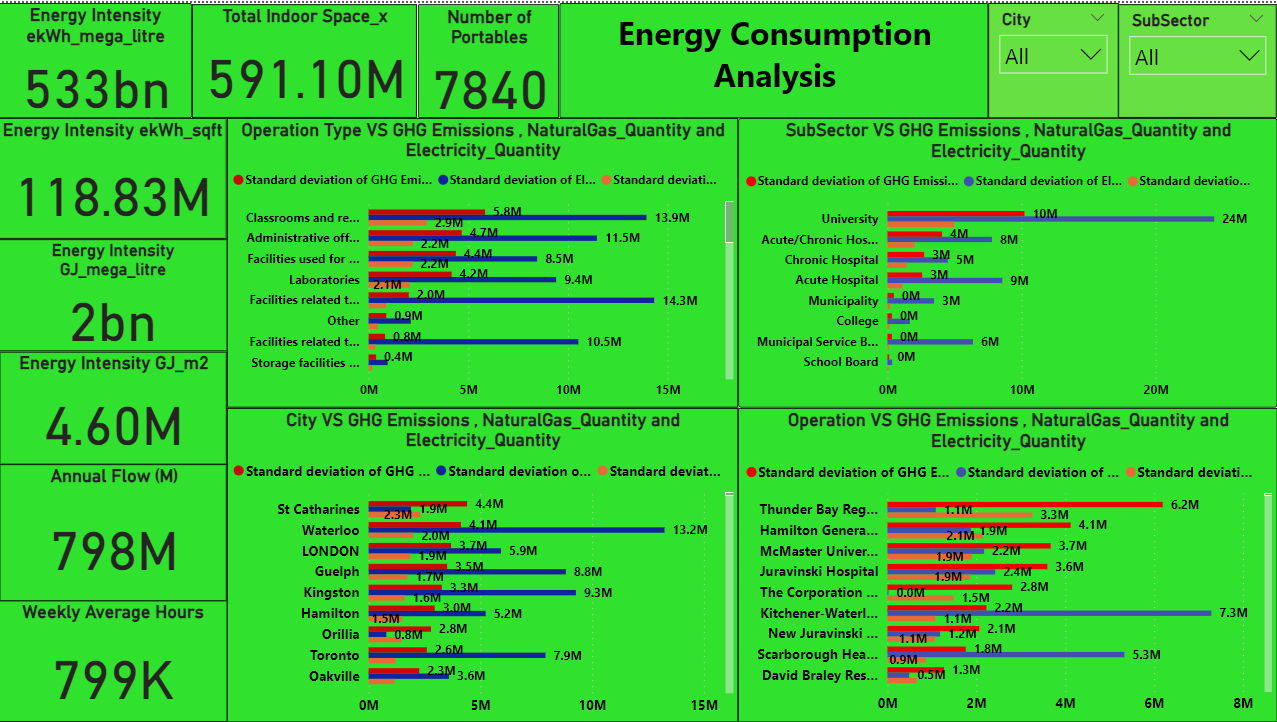 Energy Intensity
ekWh_mega_litre
533bn
Total Indoor Space_x
591.10M
Number of
Portables
7840
Energy Consumption
Analysis
City
All
SubSector
All
Energy Intensity ekWh_sqft
118.83M
Energy Intensity
GJ_mega_litre
2bn
Energy Intensity GJ_m2
4.60M
Annual Flow (M)
798M
Weekly Average Hours
799K
Operation Type VS GHG Emissions , NaturalGas_Quantity and
Electricity_Quantity
Standard deviation of GHG Emi... Standard deviation of El... Standard deviati...
Classrooms and re... 5.8M 13.9M 2.9M
Administrative off... 4.7M 11.5M 2.2M
Facilities used for ... 4.4M 8.5M 2.2M
Laboratories 4.2M 9.4M 2.1M
Facilities related t... 2.0M 14.3M
Other 0.9M
Facilities related t... 0.8M 10.5M
Storage facilities ... 0.4M
0M 5M 10M 15M
SubSector VS GHG Emissions , NaturalGas_Quantity and
Electricity_Quantity
Standard deviation of GHG Emissi... Standard deviation of El... Standard deviatio...
University 10M 24M
Acute/Chronic Hos... 4M 8M
Chronic Hospital 3M 5M
Acute Hospital 3M 9M
Municipality 0M 3M
College 0M
Municipal Service B... 0M 6M
School Board 0M
0M 10M 20M
City VS GHG Emissions , NaturalGas_Quantity and
Electricity_Quantity
Standard deviation of GHG ... Standard deviation o... Standard deviat...
St Catharines 4.4M 1.9M 2.3M
Waterloo 4.1M 13.2M 2.0M
LONDON 3.7M 5.9M 1.9M
Guelph 3.5M 8.8M 1.7M
Kingston 3.3M 9.3M 1.6M
Hamilton 3.0M 5.2M 1.5M
Orillia 2.8M 0.8M
Toronto 2.6M 7.9M
Oakville 2.3M 3.6M
0M 5M 10M 15M
Operation VS GHG Emissions , NaturalGas_Quantity and
Electricity_Quantity
Standard deviation of GHG E... Standard deviation of ... Standard deviati...
Thunder Bay Reg... 6.2M 1.1M 3.3M
Hamilton Genera... 4.1M 1.9M 2.1M
McMaster Univer... 3.7M 2.2M 1.9M
Juravinski Hospital 3.6M 2.4M 1.9M
The Corporation ... 2.8M 0.0M 1.5M
Kitchener-Waterl... 2.2M 7.3M 1.1M
New Juravinski ... 2.1M 1.2M 1.1M
Scarborough Hea... 1.8M 5.3M 0.9M
David Braley Res... 1.3M 0.5M
0M 2M 4M 6M 8M